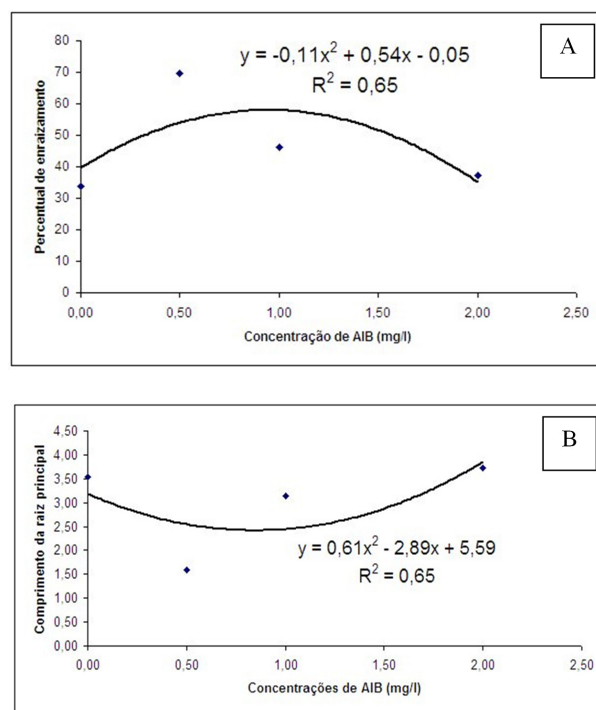 A
y = -0,11x² + 0,54x - 0,05
R² = 0,65
Percentual de enraizamento
80
70
60
50
40
30
20
10
0
0,00 0,50 1,00 1,50 2,00 2,50
Concentração de AIB (mg/l)
B
Comprimento da raiz principal
4,50
4,00
3,50
3,00
2,50
2,00
1,50
1,00
0,50
0,00
y = 0,61x² - 2,89x + 5,59
R² = 0,65
0,00 0,50 1,00 1,50 2,00 2,50
Concentrações de AIB (mg/l)